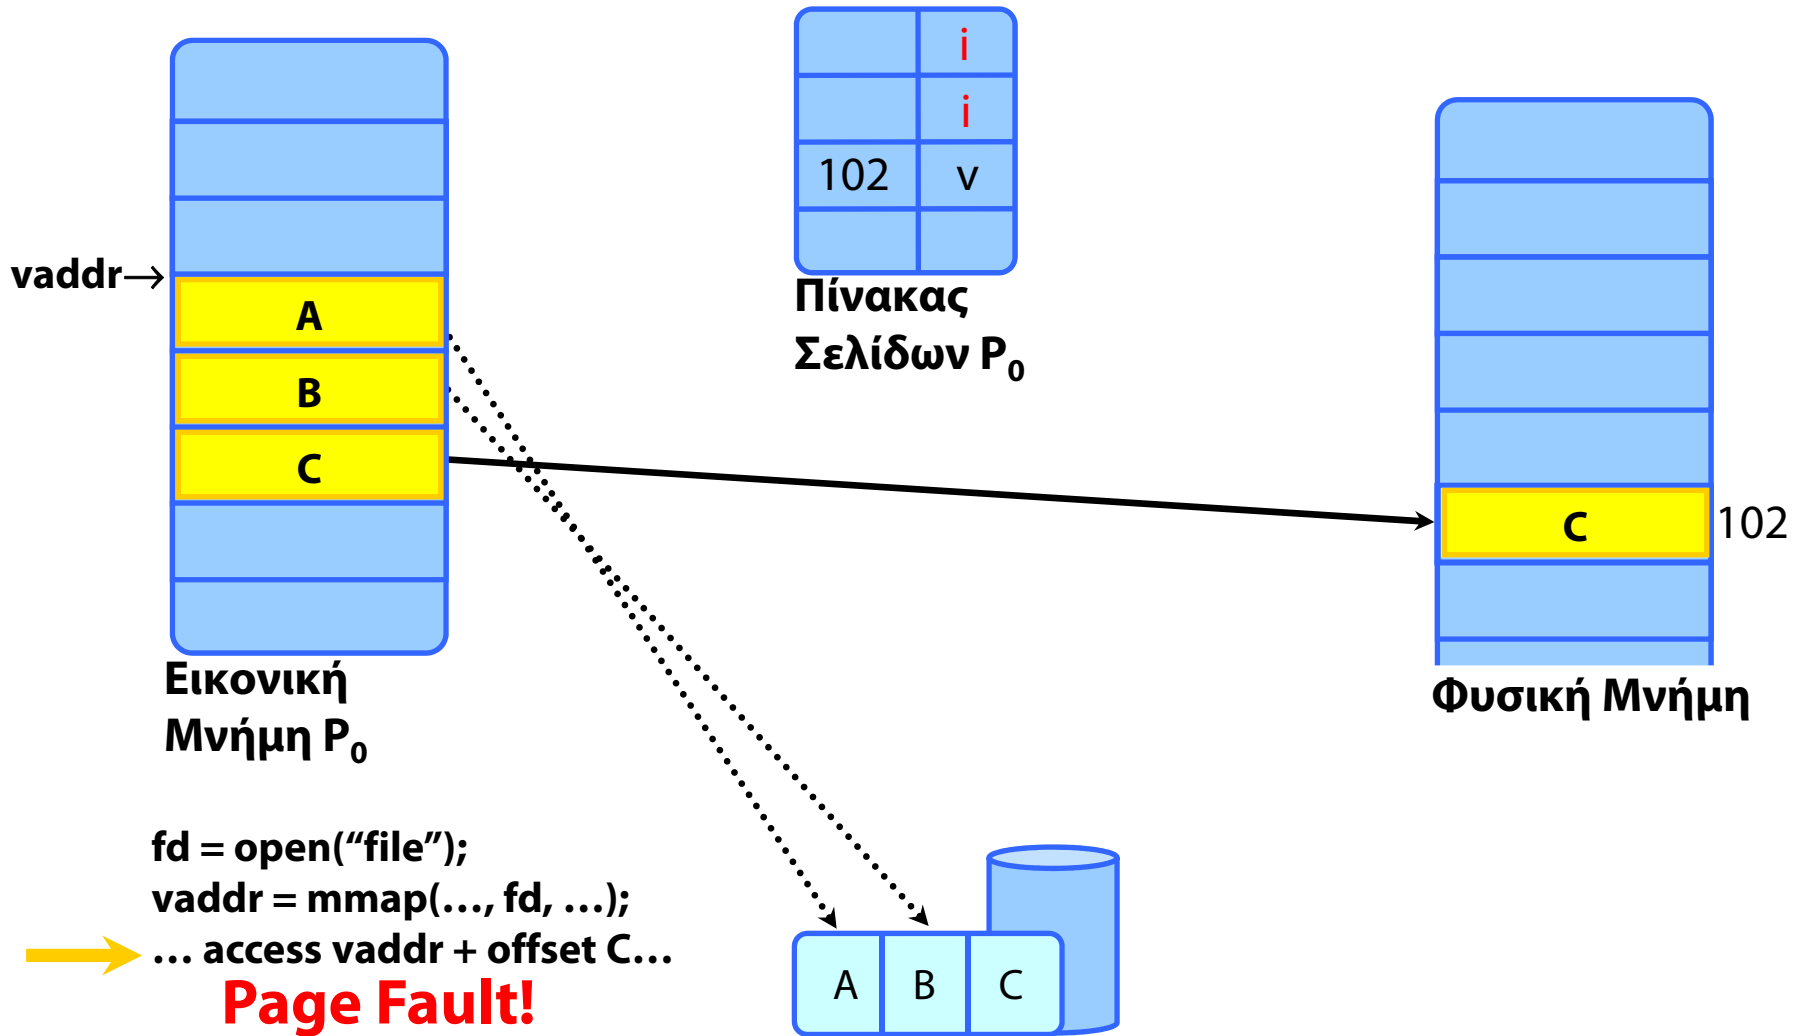 i
i
102 v
Πίνακας
Σελίδων P0
vaddr→
A
B
C
C 102
Εικονική
Μνήμη P0
Φυσική Μνήμη
fd = open(“file”);
vaddr = mmap(…, fd, …);
… access vaddr + offset C…
Page Fault!
A B C